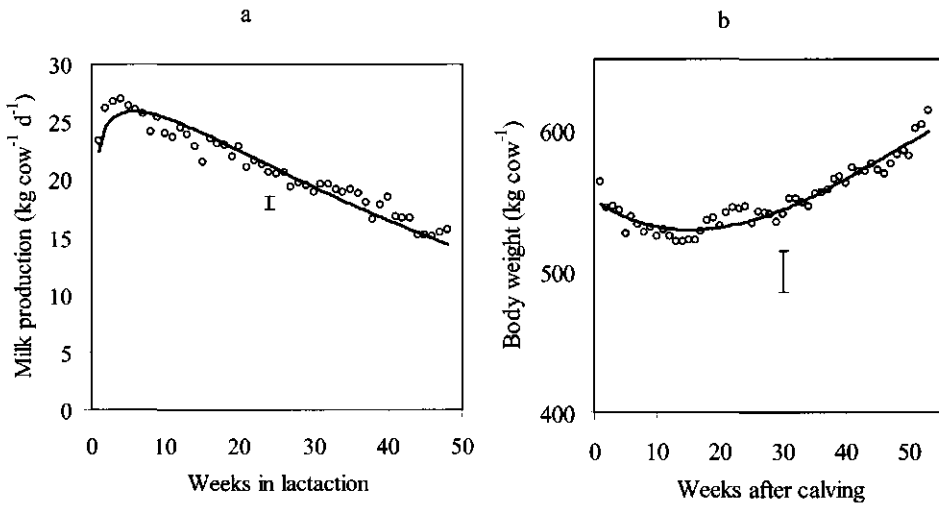 a
Milk production (kg cow⁻¹ d⁻¹)
30
25
20
15
10
5
0
0 10 20 30 40 50
Weeks in lactaction
b
Body weight (kg cow⁻¹)
600
500
400
0 10 20 30 40 50
Weeks after calving